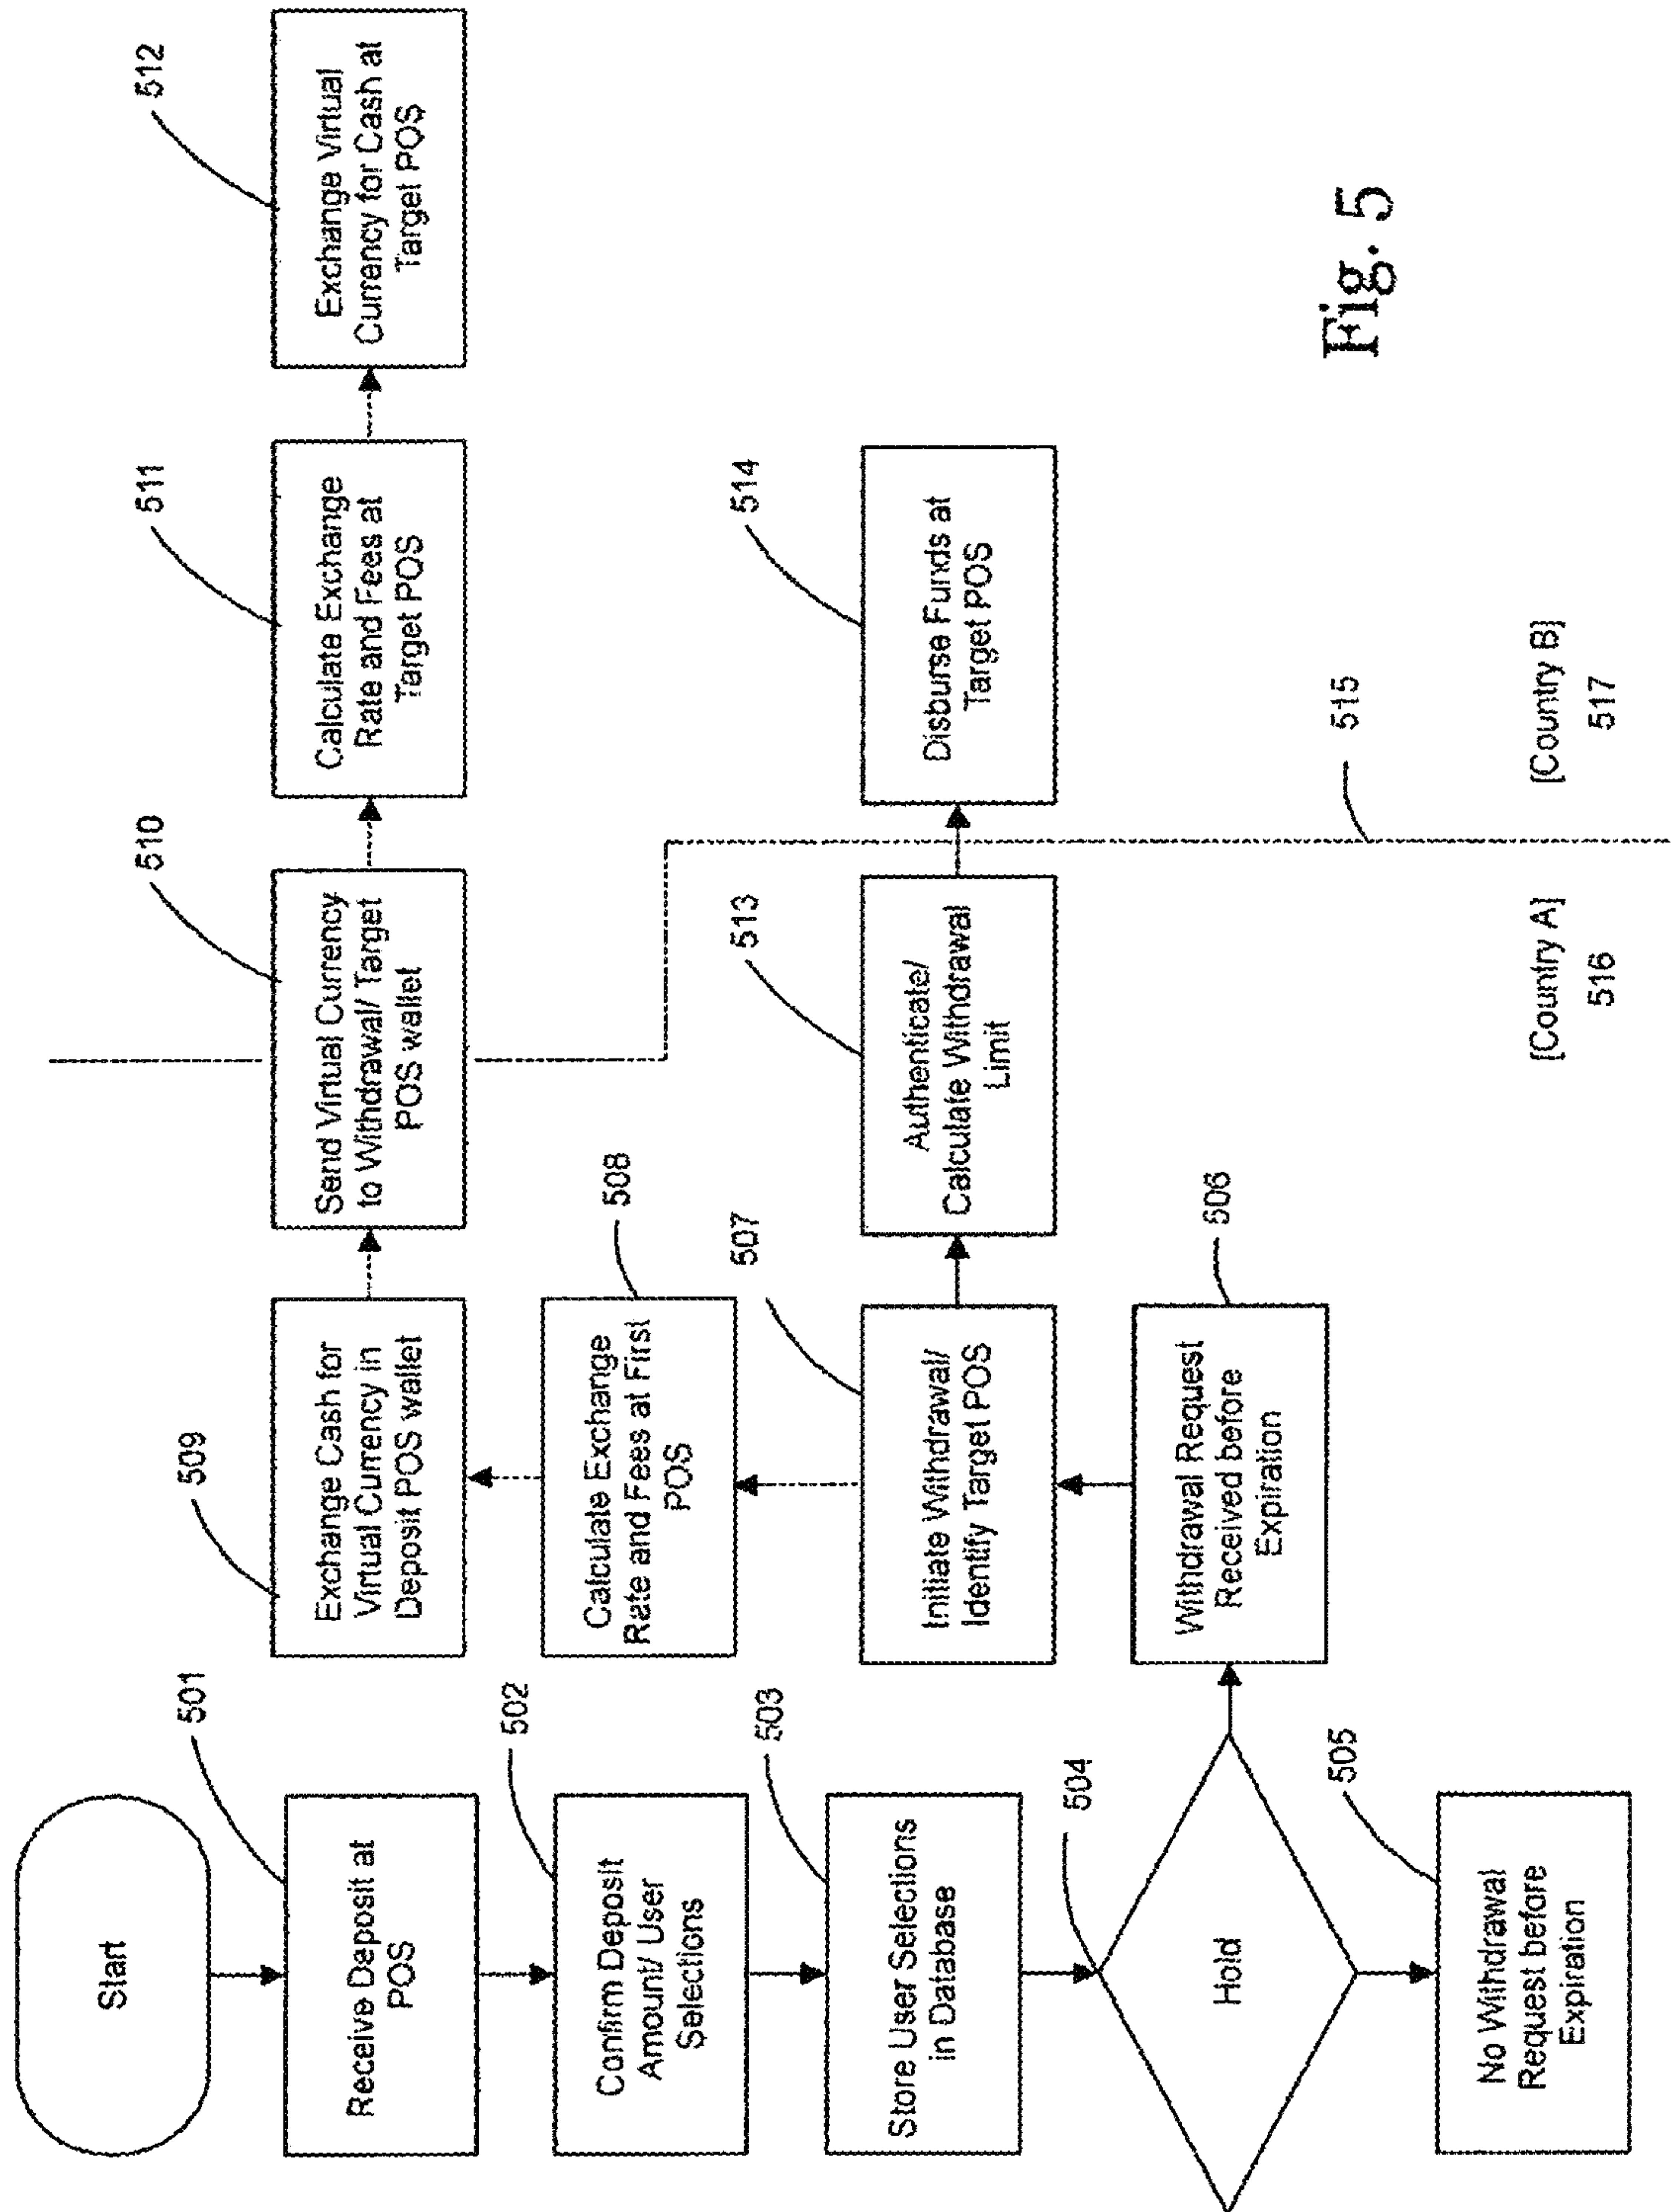 Start
501
Receive Deposit at
POS
502
Confirm Deposit
Amount/ User
Selections
503
Store User Selections
in Database
504
Hold
505
No Withdrawal
Request before
Expiration
506
Withdrawal Request
Received before
Expiration
507
Initiate Withdrawal/
Identify Target POS
508
Calculate Exchange
Rate and Fees at First
POS
509
Exchange Cash for
Virtual Currency in
Deposit POS wallet
510
Send Virtual Currency
to Withdrawal/ Target
POS wallet
511
Calculate Exchange
Rate and Fees at
Target POS
512
Exchange Virtual
Currency for Cash at
Target POS
513
Authenticate/
Calculate Withdrawal
Limit
514
Disburse Funds at
Target POS
515
[Country A]
516
[Country B]
517
Fig. 5